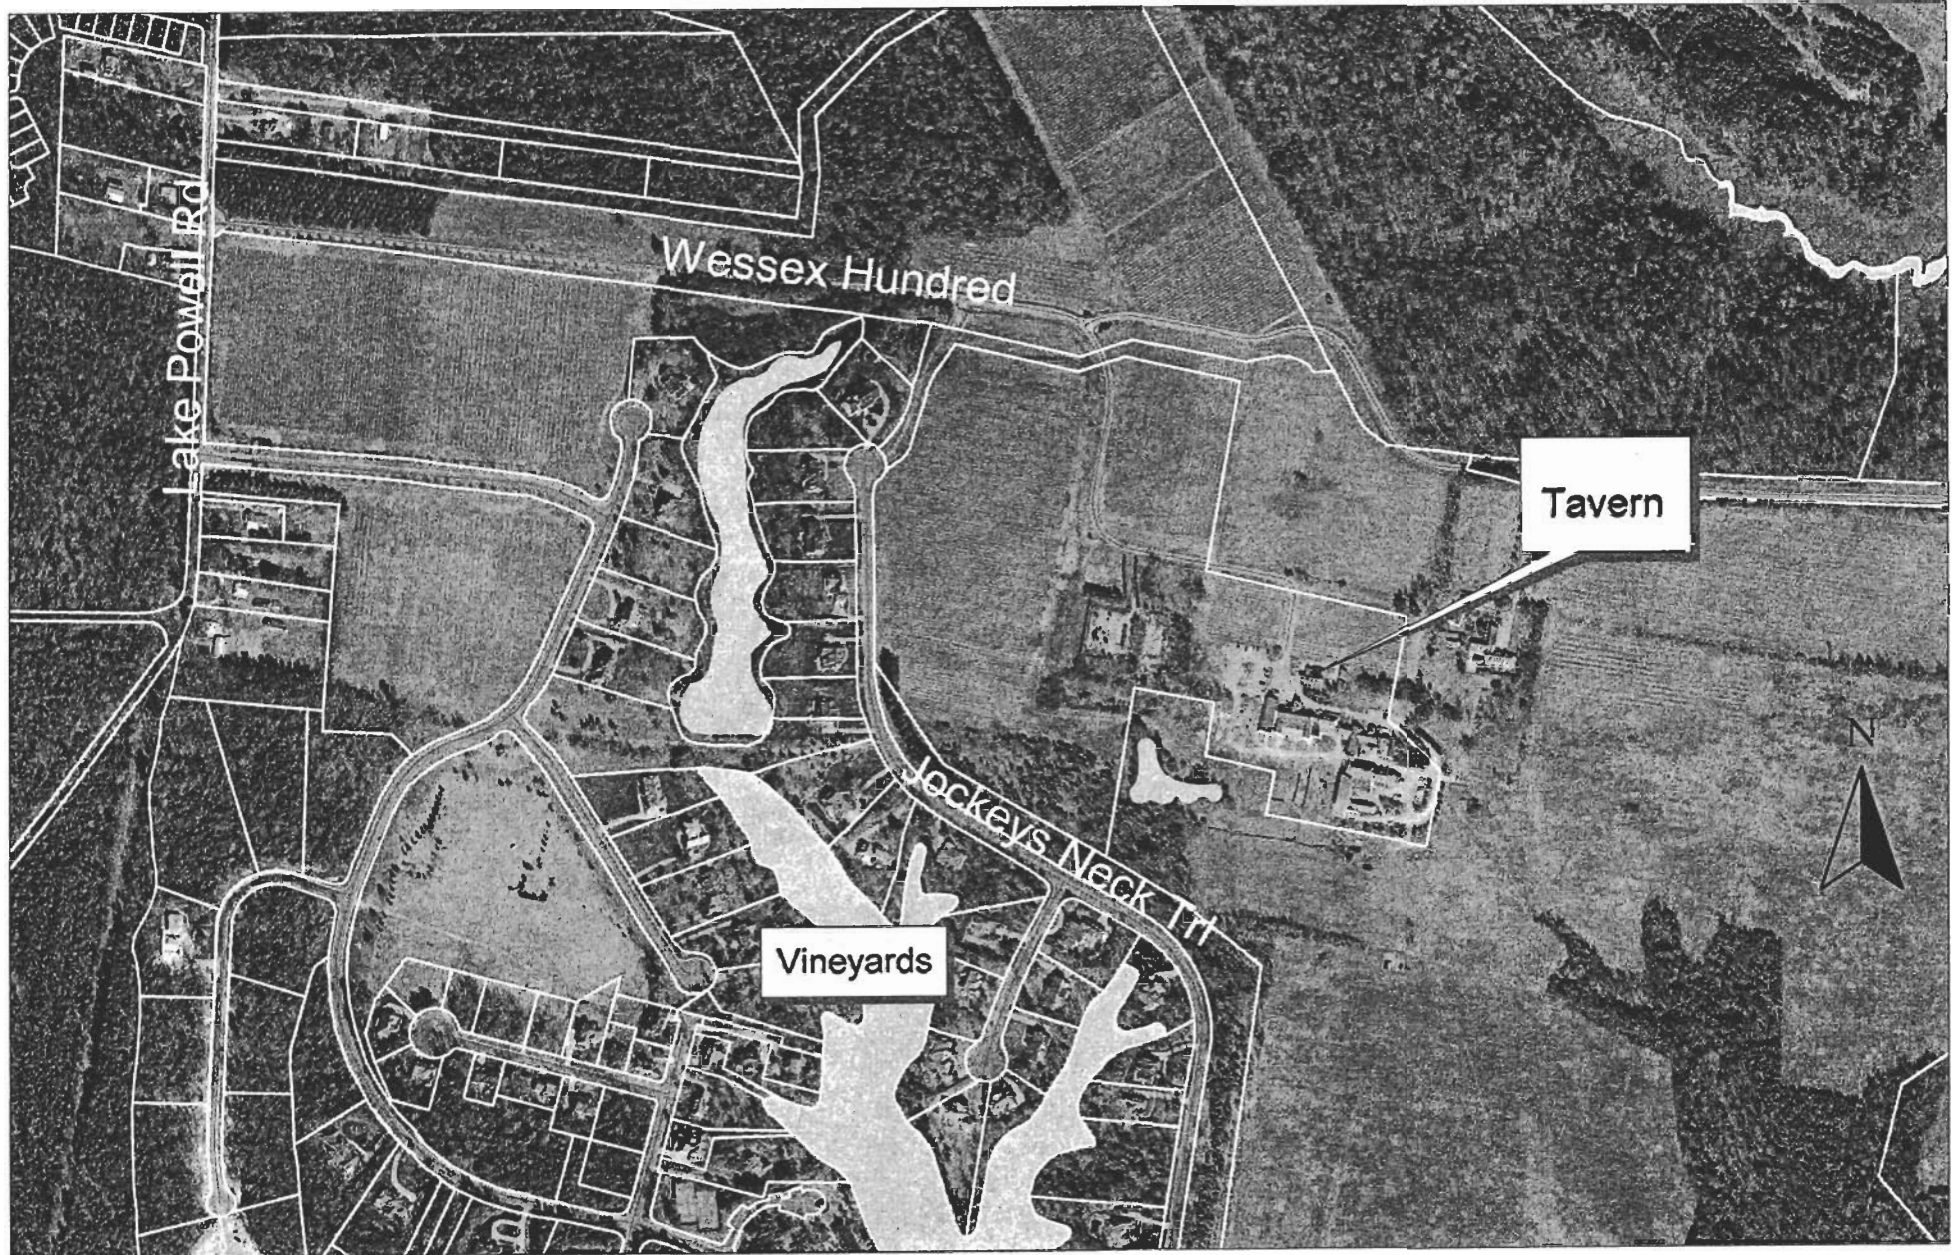 Lake Powell Rd
Wessex Hundred
Tavern
N
Jockeys Neck Trl
Vineyards